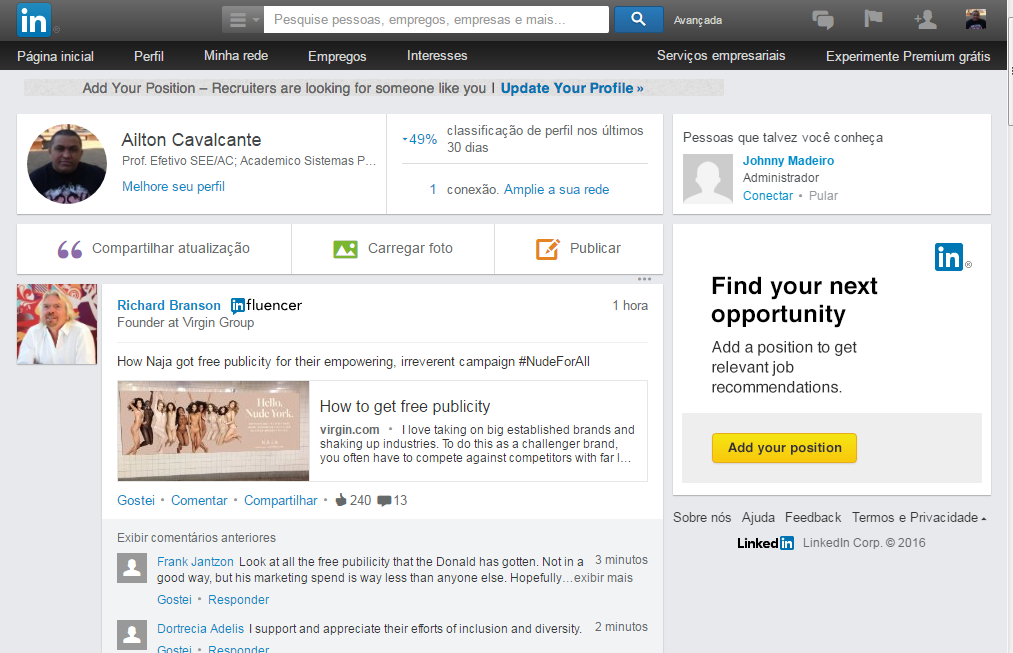 in
Pesquise pessoas, empregos, empresas e mais...
Avançada
Página inicial Perfil Minha rede Empregos Interesses Serviços empresariais Experimente Premium grátis
Add Your Position – Recruiters are looking for someone like you I Update Your Profile »
Ailton Cavalcante
Prof. Efetivo SEE/AC; Academico Sistemas P…
Melhore seu perfil
49% classificação de perfil nos últimos
30 dias
1 conexão. Amplie a sua rede
Pessoas que talvez você conheça
Johnny Madeiro
Administrador
Conectar • Pular
Compartilhar atualização Carregar foto Publicar
in®
Find your next
opportunity
Add a position to get
relevant job
recommendations.
Add your position
Richard Branson influencer 1 hora
Founder at Virgin Group
How Naja got free publicity for their empowering, irreverent campaign #NudeForAll
Hello,
Nude York.
NAJA
How to get free publicity
virgin.com • I love taking on big established brands and
shaking up industries. To do this as a challenger brand,
you often have to compete against competitors with far l…
Gostei • Comentar • Compartilhar • 240 13
Exibir comentários anteriores
Frank Jantzon Look at all the free pubilicity that the Donald has gotten. Not in a 3 minutos
good way, but his marketing spend is way less than anyone else. Hopefully…exibir mais
Gostei • Responder
Dortrecia Adelis I support and appreciate their efforts of inclusion and diversity. 2 minutos
Gostei • Responder
Sobre nós Ajuda Feedback Termos e Privacidade
Linked in LinkedIn Corp. © 2016